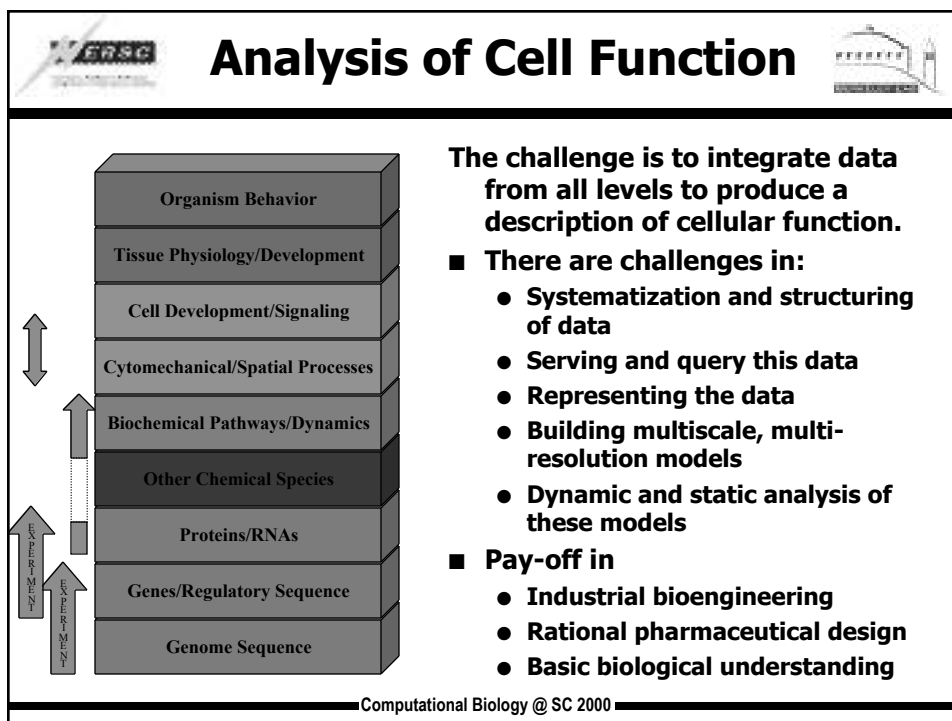 NERSC
Analysis of Cell Function
Organism Behavior
Tissue Physiology/Development
Cell Development/Signaling
Cytomechanical/Spatial Processes
Biochemical Pathways/Dynamics
Other Chemical Species
Proteins/RNAs
Genes/Regulatory Sequence
Genome Sequence
EXPERIMENT
EXPERIMENT
The challenge is to integrate data
from all levels to produce a
description of cellular function.
■ There are challenges in:
● Systematization and structuring
of data
● Serving and query this data
● Representing the data
● Building multiscale, multi-
resolution models
● Dynamic and static analysis of
these models
■ Pay-off in
● Industrial bioengineering
● Rational pharmaceutical design
● Basic biological understanding
Computational Biology @ SC 2000